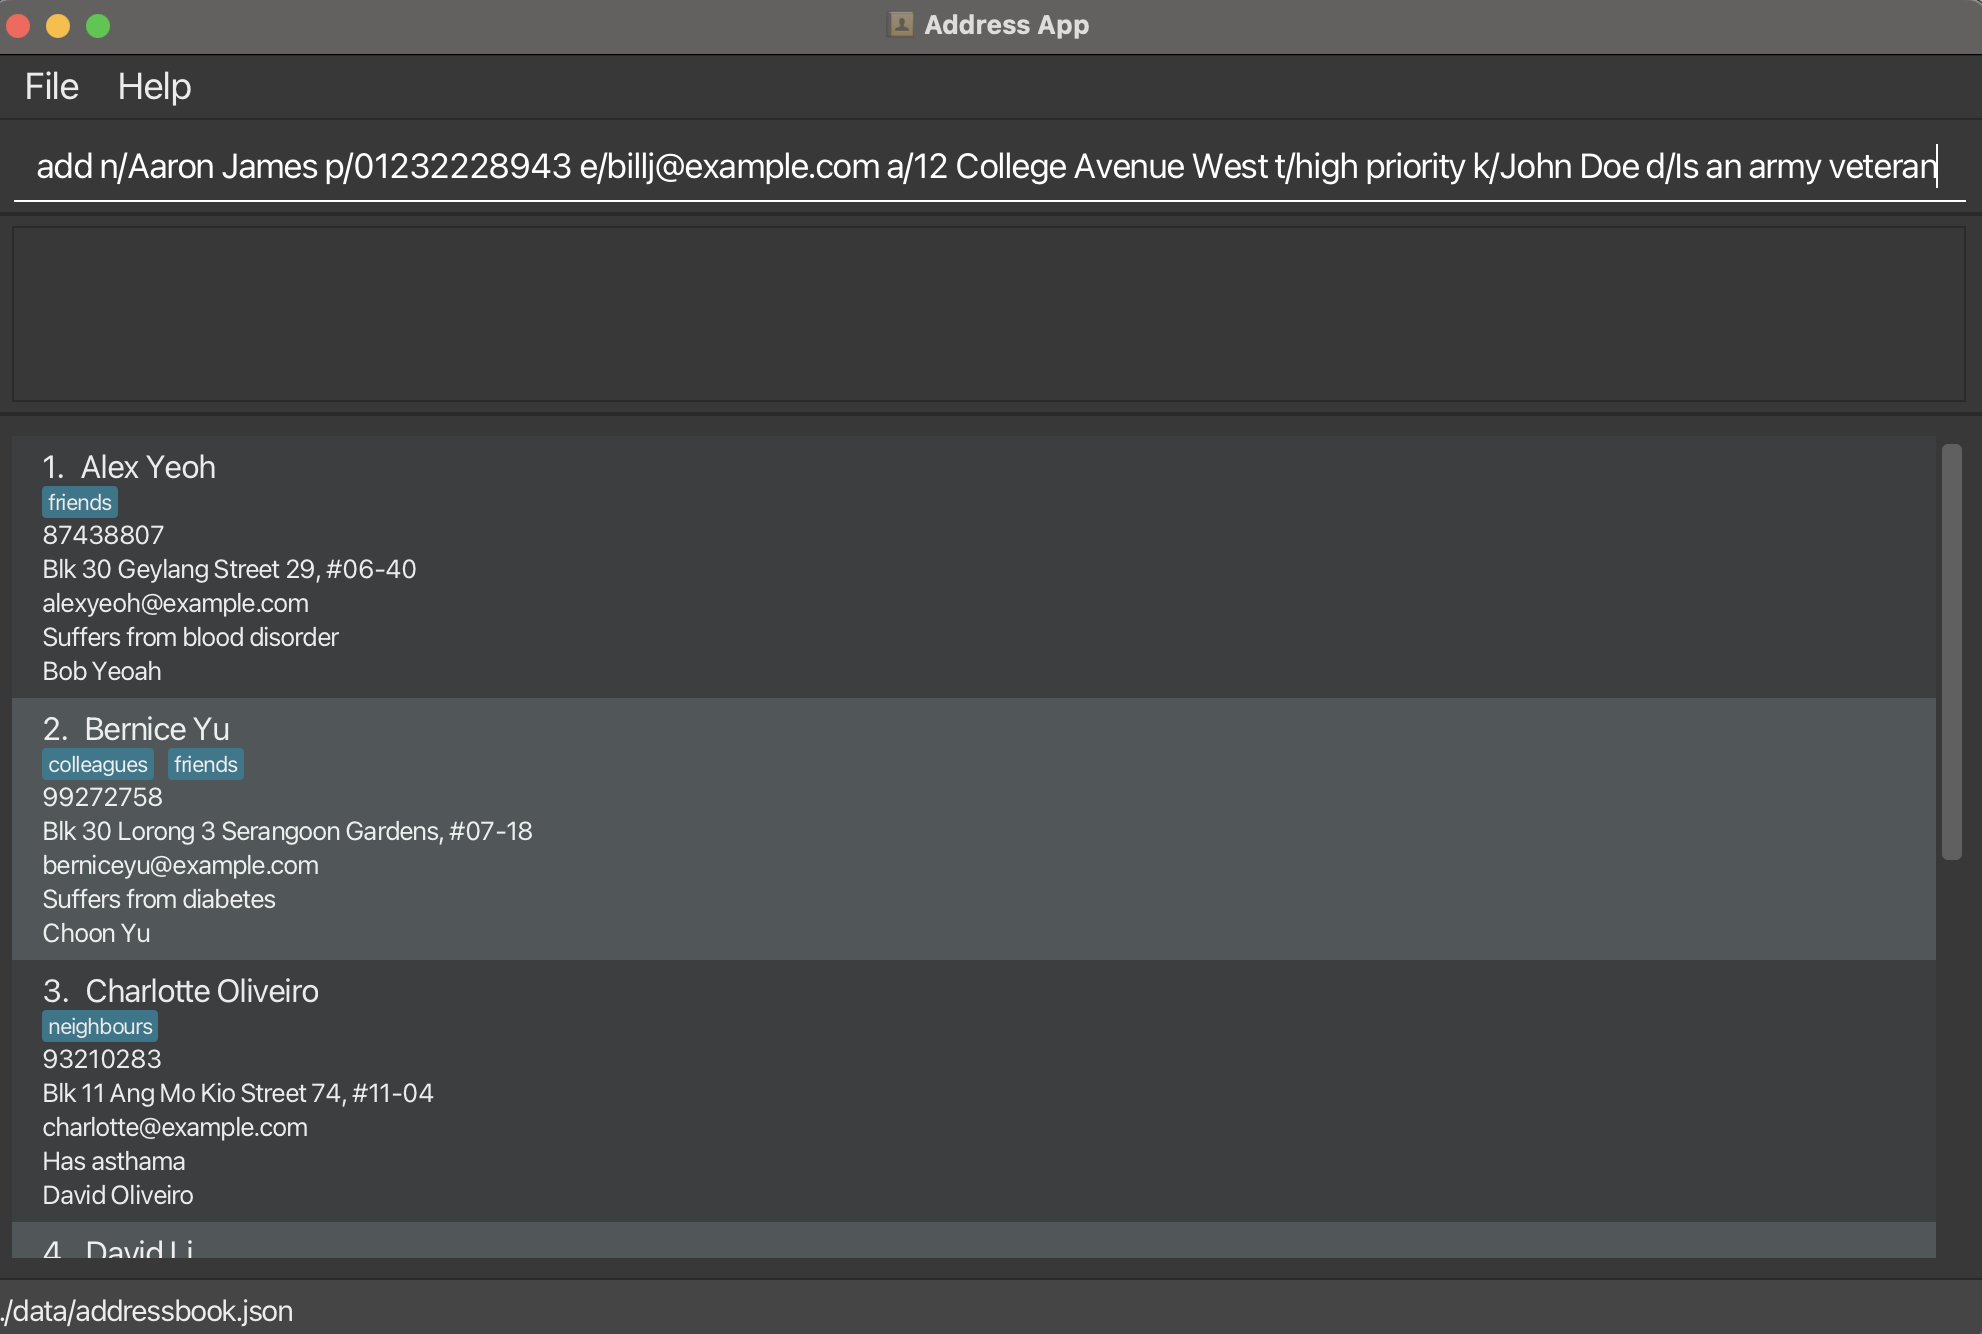 Address App
File Help
add n/Aaron James p/01232228943 e/billj@example.com a/12 College Avenue West t/high priority k/John Doe d/Is an army veteran
1. Alex Yeoh
friends
87438807
Blk 30 Geylang Street 29, #06-40
alexyeoh@example.com
Suffers from blood disorder
Bob Yeoah
2. Bernice Yu
colleagues friends
99272758
Blk 30 Lorong 3 Serangoon Gardens, #07-18
berniceyu@example.com
Suffers from diabetes
Choon Yu
3. Charlotte Oliveiro
neighbours
93210283
Blk 11 Ang Mo Kio Street 74, #11-04
charlotte@example.com
Has asthama
David Oliveiro
4. David Li
./data/addressbook.json